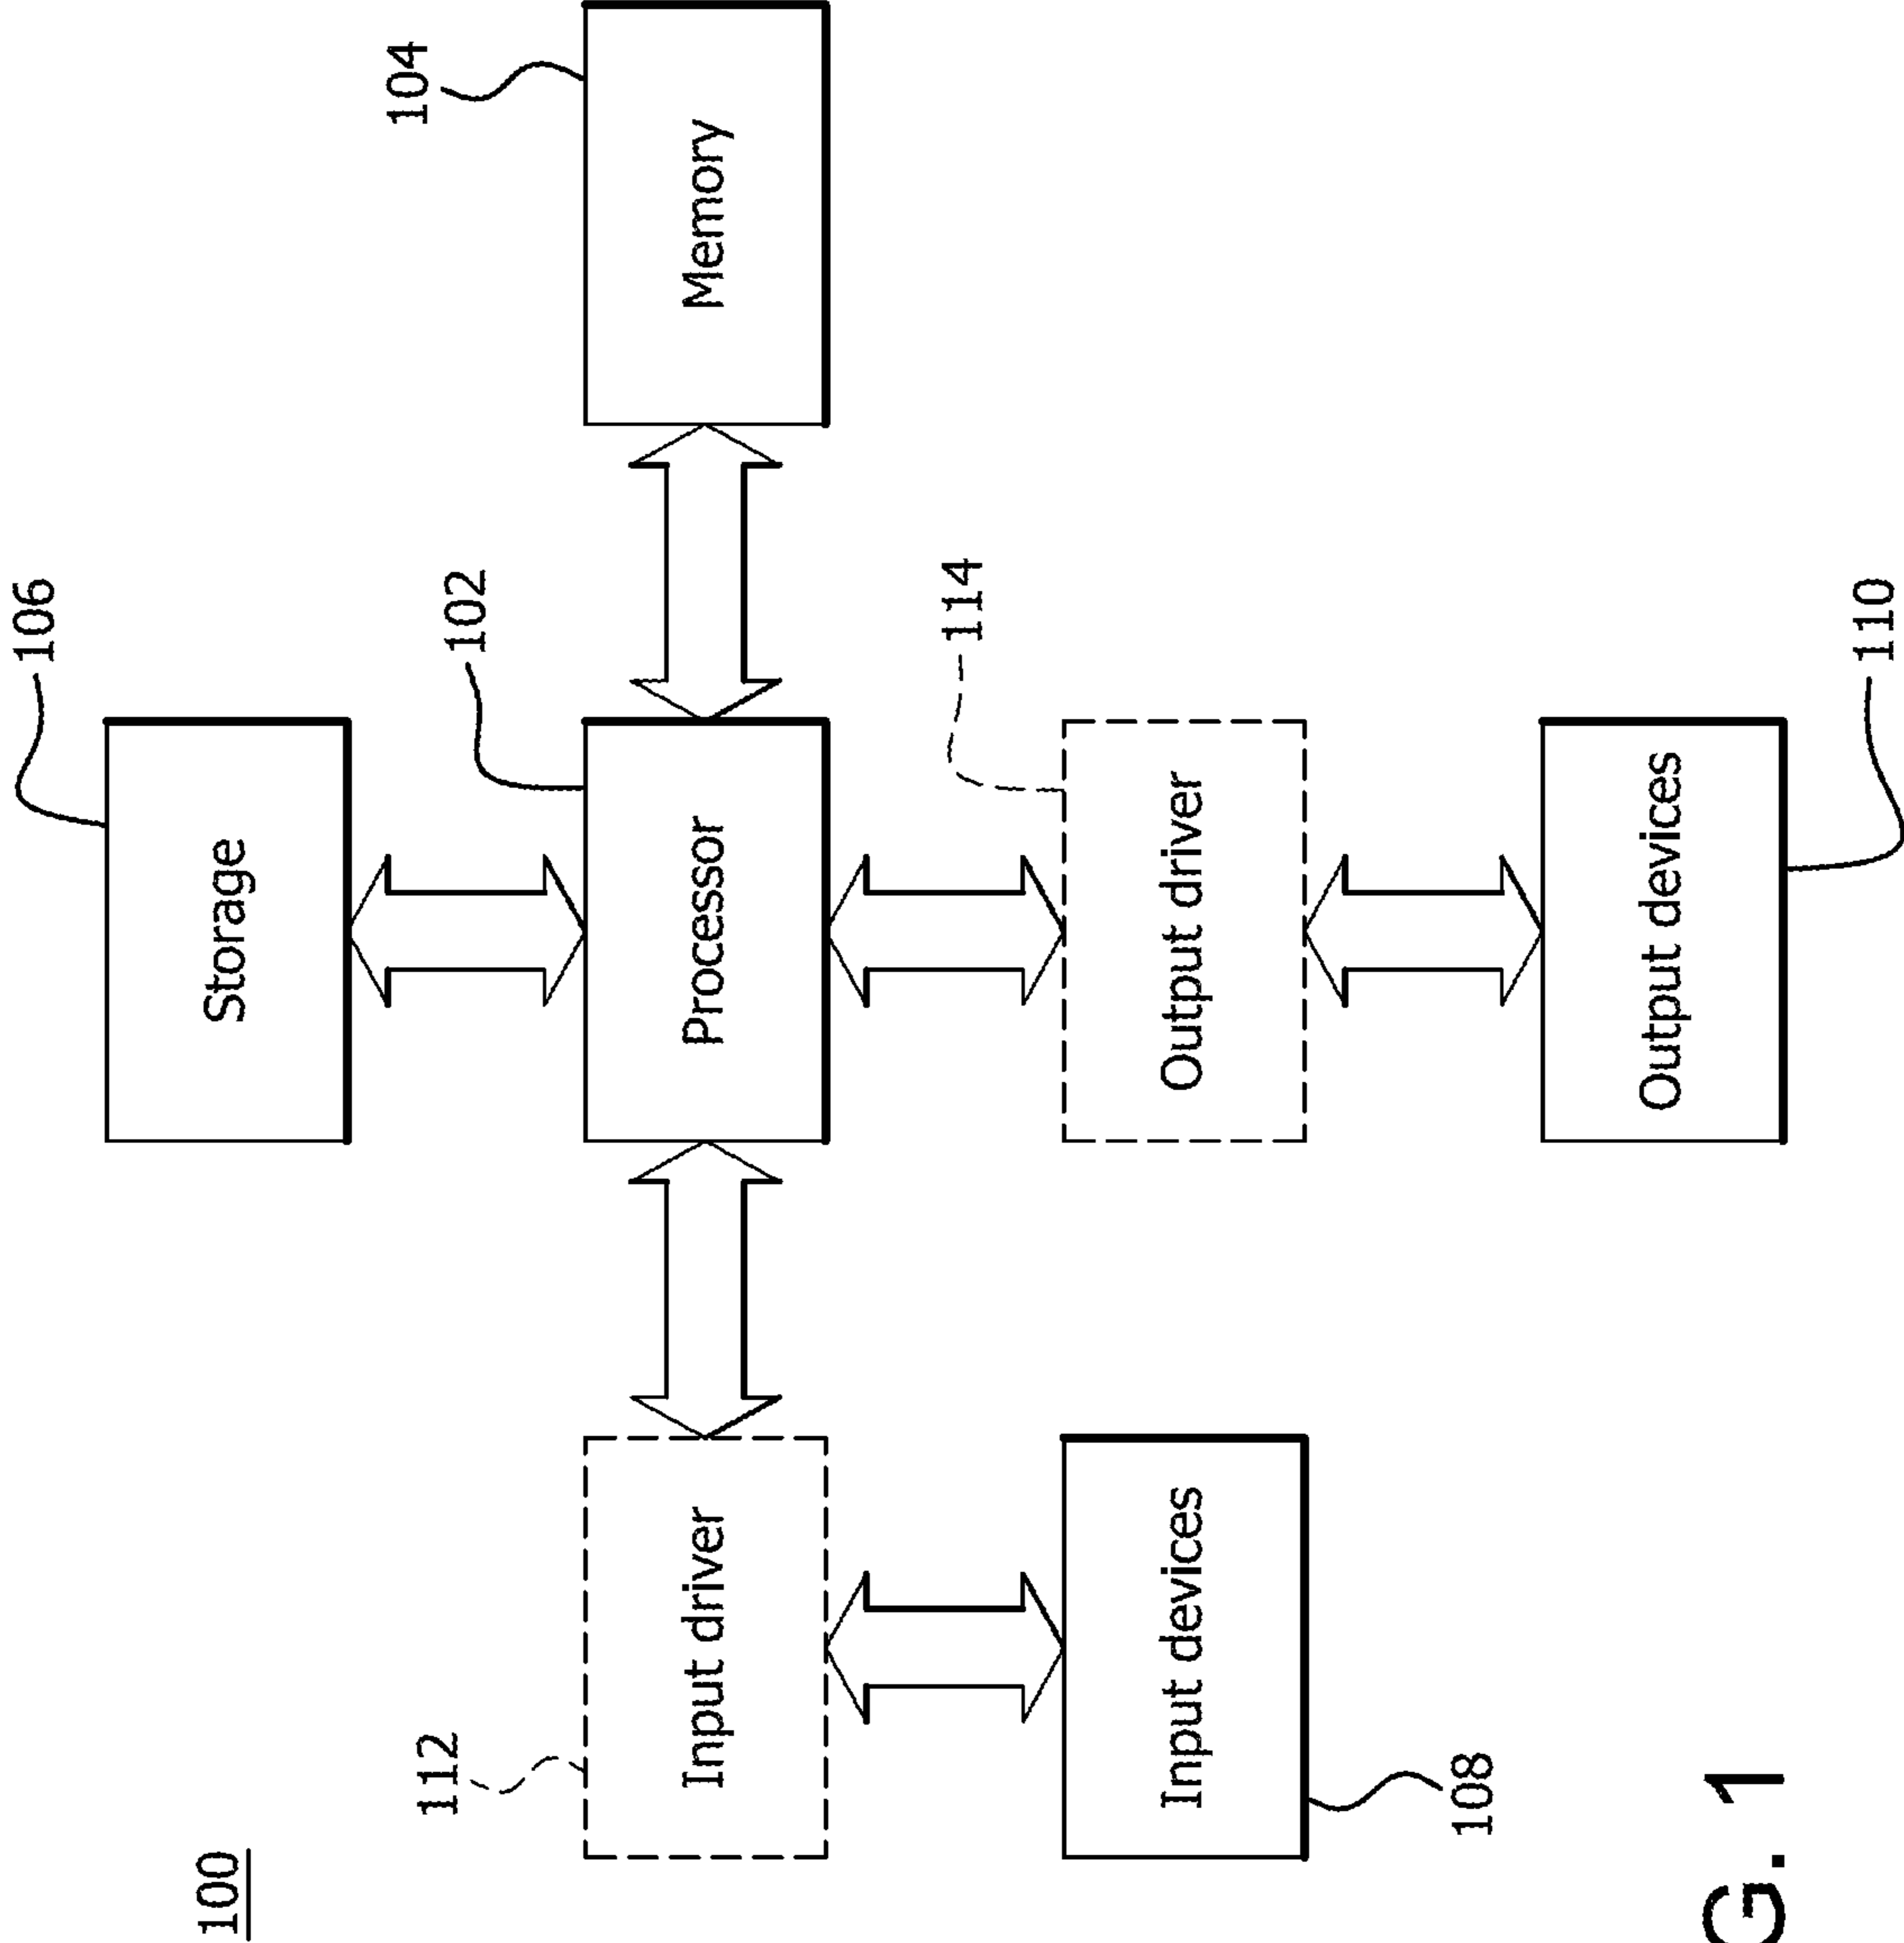 100
106
Storage
112
102
104
Input driver
Processor
Memory
114
Input devices
Output driver
108
Output devices
110
G. 1